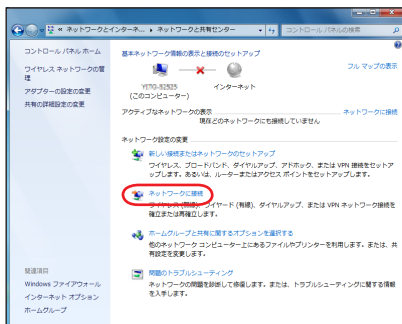 « ネットワークとインターネ... ▸ ネットワークと共有センター
コントロール パネルの検索
コントロール パネル ホーム
ワイヤレス ネットワークの管理
アダプターの設定の変更
共有の詳細設定の変更
基本ネットワーク情報の表示と接続のセットアップ
フル マップの表示
(このコンピューター)
インターネット
アクティブなネットワークの表示
ネットワークに接続
現在どのネットワークにも接続していません
ネットワーク設定の変更
新しい接続またはネットワークのセットアップ
ワイヤレス、ブロードバンド、ダイヤルアップ、アドホック、または VPN 接続をセットア
ップします。あるいは、ルーターまたはアクセス ポイントをセットアップします。
ネットワークに接続
ワイヤレス (無線)、ワイヤード (有線)、ダイヤルアップ、または VPN ネットワーク接続を
確立または再確立します。
ホームグループと共有に関するオプションを選択する
他のネットワーク コンピューター上にあるファイルやプリンターを利用します。または、共
有設定を変更します。
問題のトラブルシューティング
ネットワークの問題を診断して修復します。または、トラブルシューティングに関する情報
を入手します。
関連項目
Windows ファイアウォール
インターネット オプション
ホームグループ